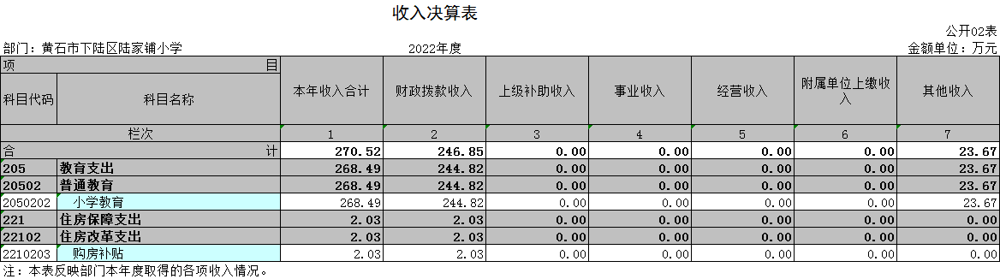 收入决算表
公开02表
部门：黄石市下陆区陆家铺小学 2022年度 金额单位：万元
项 目 本年收入合计 财政拨款收入 上级补助收入 事业收入 经营收入 附属单位上缴收入 其他收入
科目代码 科目名称
栏次 1 2 3 4 5 6 7
合 计 270.52 246.85 0.00 0.00 0.00 0.00 23.67
205 教育支出 268.49 244.82 0.00 0.00 0.00 0.00 23.67
20502 普通教育 268.49 244.82 0.00 0.00 0.00 0.00 23.67
2050202 小学教育 268.49 244.82 0.00 0.00 0.00 0.00 23.67
221 住房保障支出 2.03 2.03 0.00 0.00 0.00 0.00 0.00
22102 住房改革支出 2.03 2.03 0.00 0.00 0.00 0.00 0.00
2210203 购房补贴 2.03 2.03 0.00 0.00 0.00 0.00 0.00
注：本表反映部门本年度取得的各项收入情况。